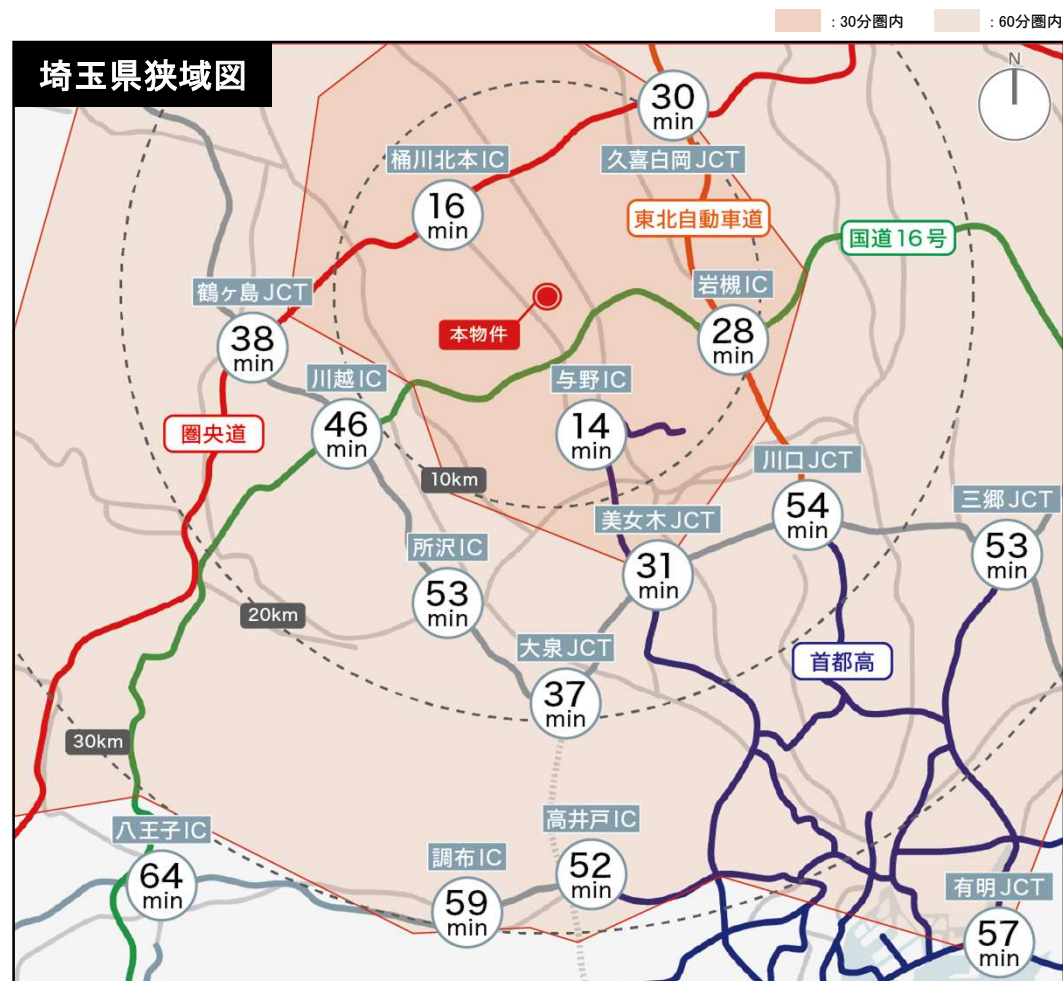 ：30分圏内
：60分圏内
埼玉県狭域図
N
30
min
久喜白岡JCT
桶川北本IC
16
min
東北自動車道
国道16号
鶴ヶ島JCT
38
min
岩槻IC
28
min
本物件
川越IC
46
min
与野IC
14
min
圏央道
10km
川口JCT
54
min
三郷JCT
53
min
美女木JCT
31
min
所沢IC
53
min
20km
大泉JCT
37
min
首都高
30km
八王子IC
64
min
調布IC
59
min
高井戸IC
52
min
有明JCT
57
min